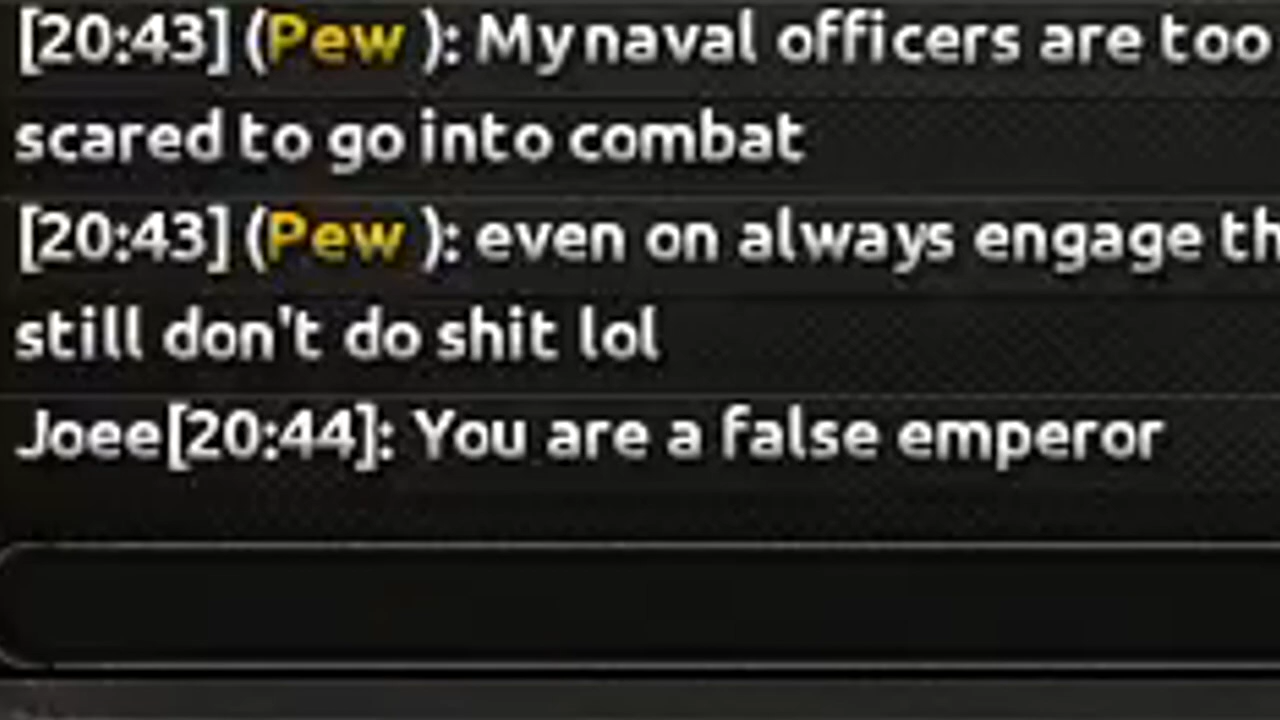 [20:43] (Pew ): My naval officers are too
scared to go into combat
[20:43] (Pew ): even on always engage th
still don't do shit lol
Joee[20:44]: You are a false emperor